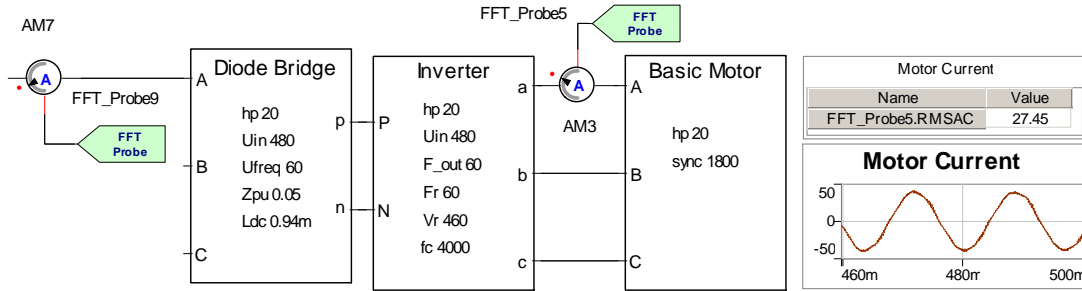 AM7
A
FFT_Probe9
FFT
Probe
Diode Bridge
A
B
C
hp 20
Uin 480
Ufreq 60
Zpu 0.05
Ldc 0.94m
p
n
Inverter
P
N
hp 20
Uin 480
F_out 60
Fr 60
Vr 460
fc 4000
a
b
c
FFT_Probe5
FFT
Probe
A
AM3
Basic Motor
A
B
C
hp 20
sync 1800
Motor Current
Name Value
FFT_Probe5.RMSAC 27.45
Motor Current
50
0
-50
460m 480m 500m